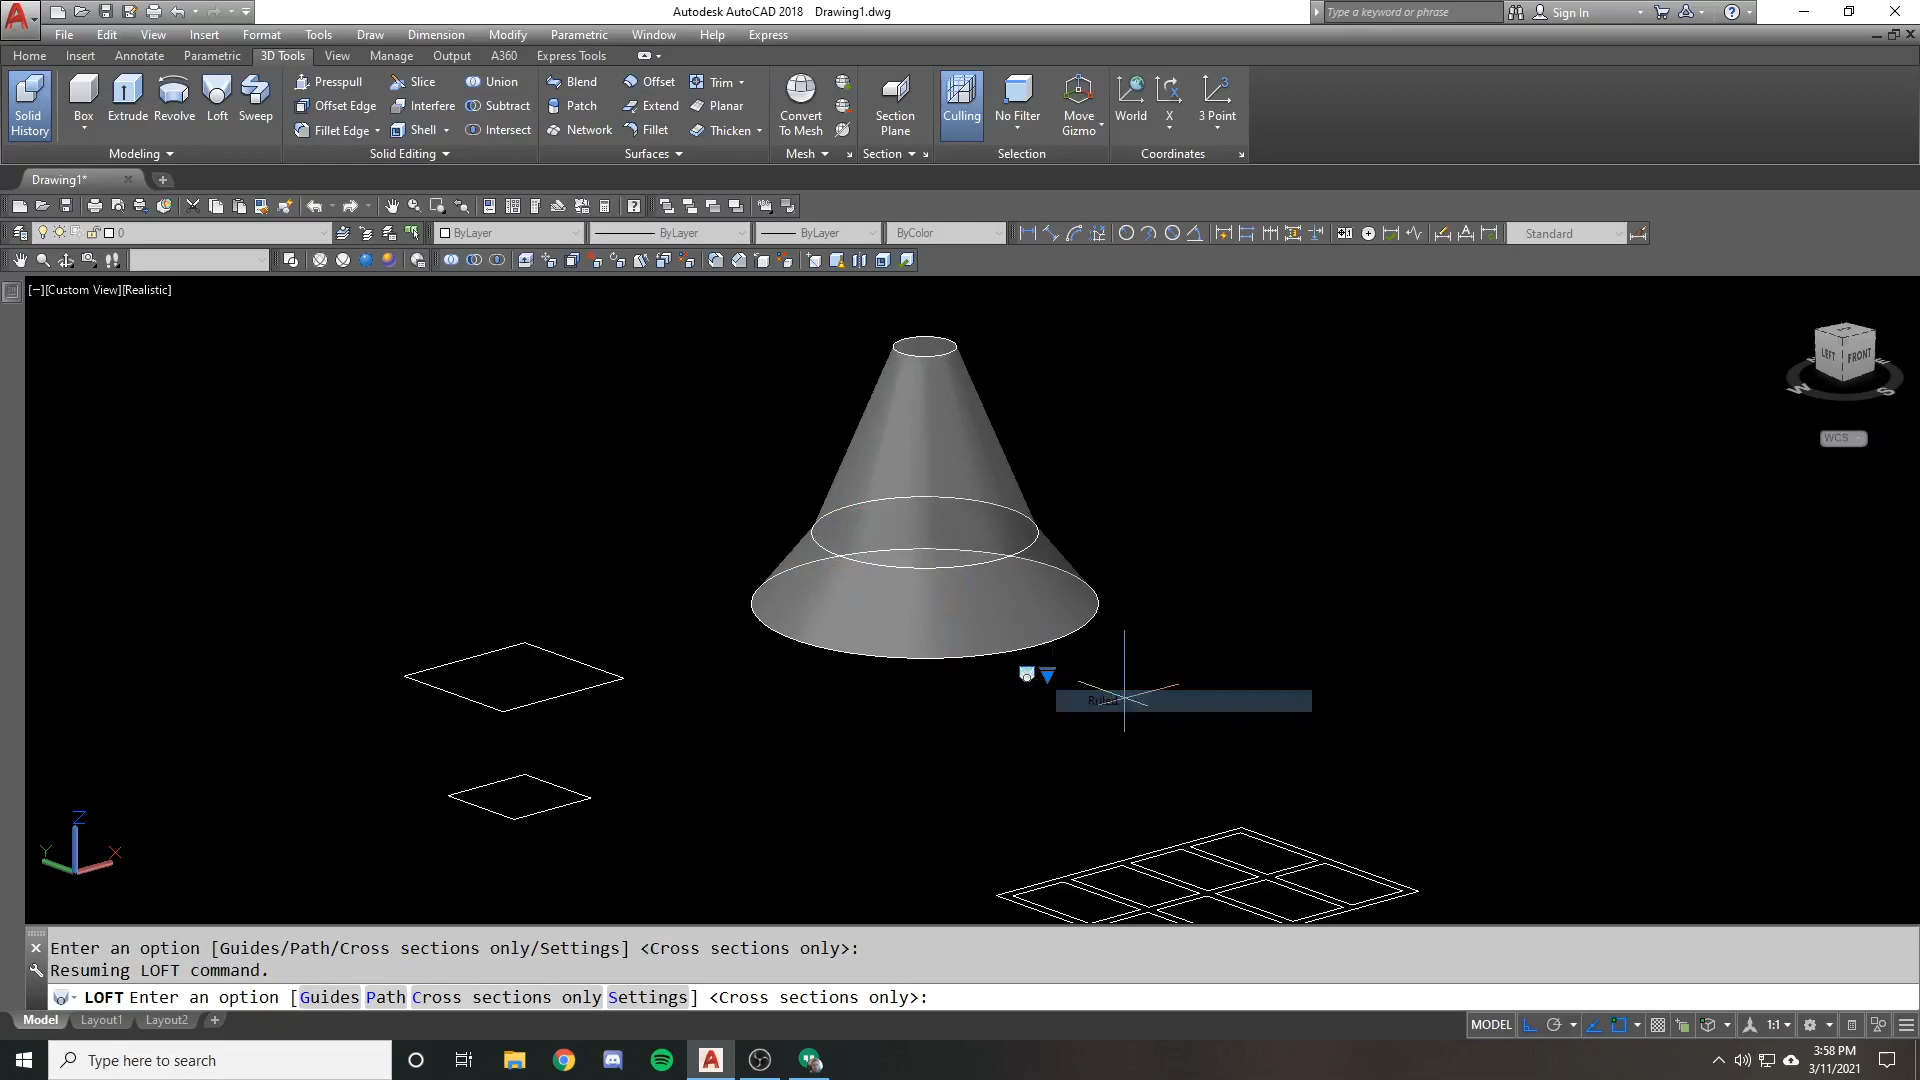 Autodesk AutoCAD 2018 Drawing1.dwg
Type a keyword or phrase
Sign In
File Edit View Insert Format Tools Draw Dimension Modify Parametric Window Help Express
Home Insert Annotate Parametric 3D Tools View Manage Output A360 Express Tools
Solid History
Box
Extrude
Revolve
Loft
Sweep
Modeling
Presspull
Offset Edge
Fillet Edge
Slice
Interfere
Shell
Union
Subtract
Intersect
Solid Editing
Blend
Patch
Network
Offset
Extend
Fillet
Trim
Planar
Thicken
Surfaces
Convert To Mesh
Mesh
Section Plane
Section
Culling
No Filter
Move Gizmo
Selection
World
X
3 Point
Coordinates
Drawing1*
0
ByLayer
ByLayer
ByLayer
ByColor
Standard
[−][Custom View][Realistic]
LEFT FRONT
W S
WCS
Ruled
Z
Y X
Enter an option [Guides/Path/Cross sections only/Settings] <Cross sections only>:
Resuming LOFT command.
LOFT Enter an option [Guides Path Cross sections only Settings] <Cross sections only>:
Model Layout1 Layout2
MODEL
1:1
Type here to search
3:58 PM
3/11/2021